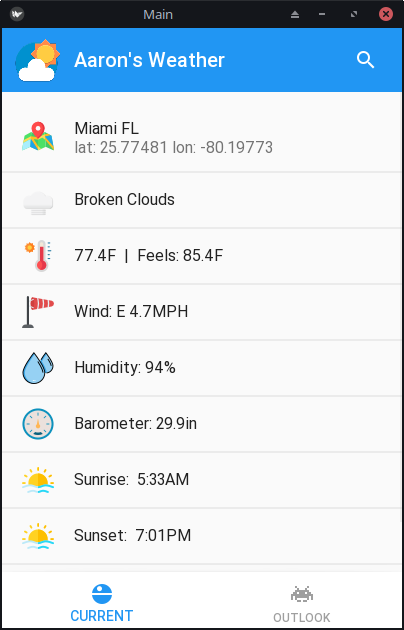 Main
Aaron's Weather
Miami FL
lat: 25.77481 lon: -80.19773
Broken Clouds
77.4F | Feels: 85.4F
Wind: E 4.7MPH
Humidity: 94%
Barometer: 29.9in
Sunrise: 5:33AM
Sunset: 7:01PM
CURRENT
OUTLOOK